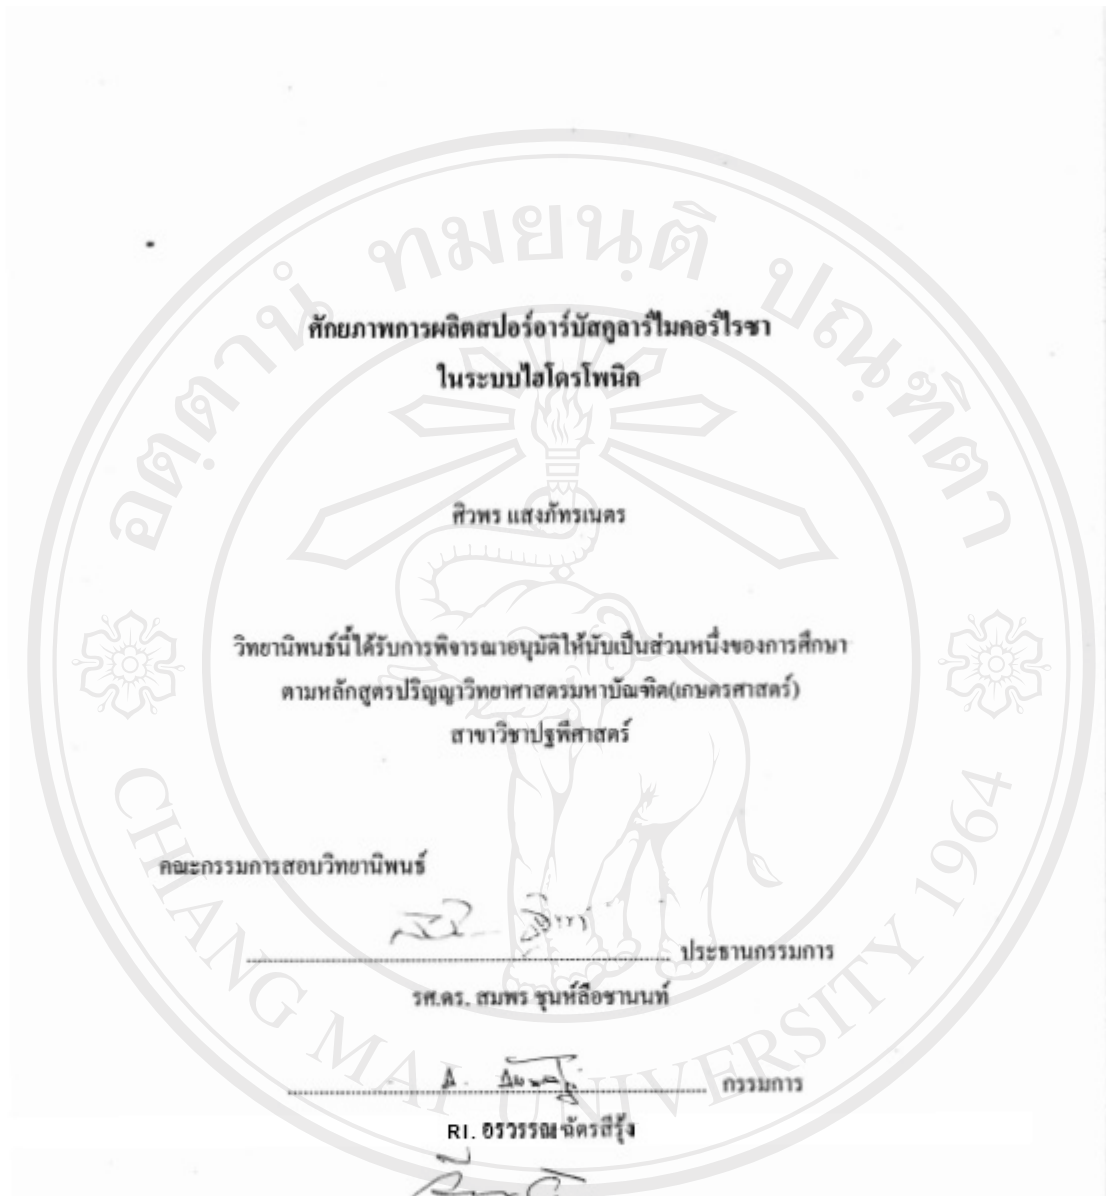 อตฺตานํ ทมยนฺติ ปณฺฑิตา
ศักยภาพการผลิตสปอร์อาร์บัสคูลาร์ไมคอร์ไรซา
ในระบบไฮโดรโพนิค
ศิวพร แสงภัทรเนตร
วิทยานิพนธ์นี้ได้รับการพิจารณาอนุมัติให้นับเป็นส่วนหนึ่งของการศึกษา
ตามหลักสูตรปริญญาวิทยาศาสตรมหาบัณฑิต(เกษตรศาสตร์)
สาขาวิชาปฐพีศาสตร์
คณะกรรมการสอบวิทยานิพนธ์
ประธานกรรมการ
รศ.ดร. สมพร ชุนห์ลือชานนท์
กรรมการ
RI. อรวรรณ ฉัตรสีรุ้ง
CHIANG MAI UNIVERSITY 1964